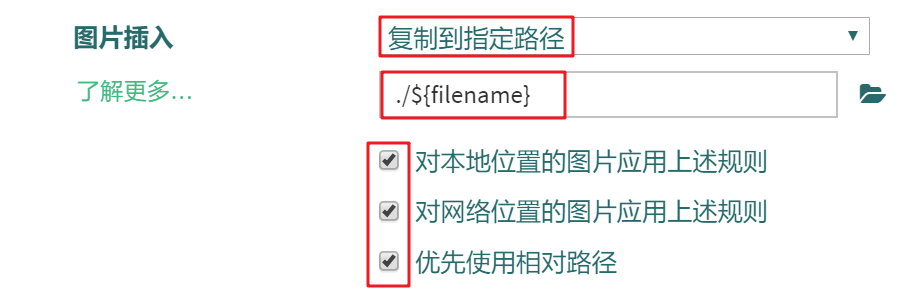 图片插入
复制到指定路径
了解更多...
./${filename}
对本地位置的图片应用上述规则
对网络位置的图片应用上述规则
优先使用相对路径